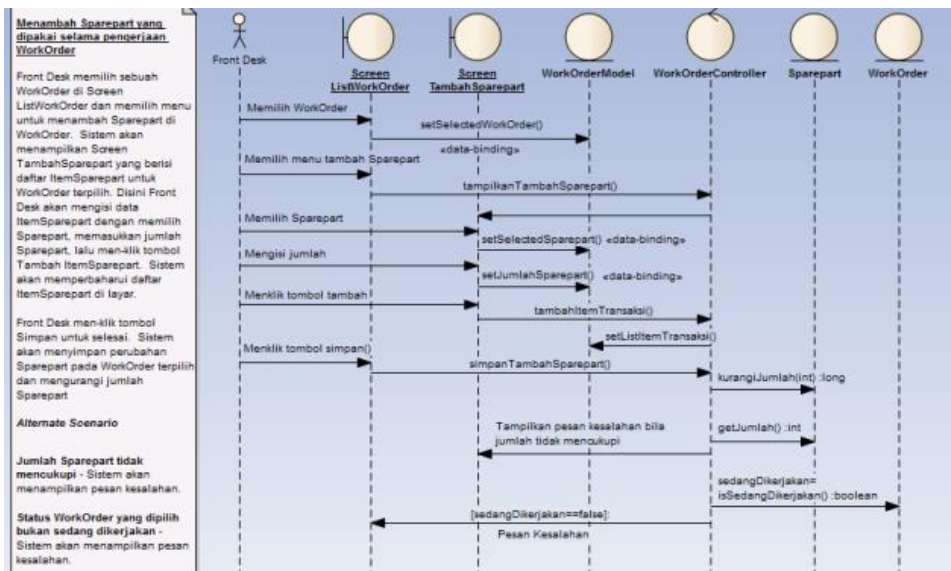 Menambah Sparepart yang
dipakai selama pengerjaan
WorkOrder
Front Desk memilih sebuah
WorkOrder di Screen
ListWorkOrder dan memilih menu
untuk menambah Sparepart di
WorkOrder. Sistem akan
menampilkan Screen
TambahSparepart yang berisi
daftar ItemSparepart untuk
WorkOrder terpilih. Disini Front
Desk akan mengisi data
ItemSparepart dengan memilih
Sparepart, memasukkan jumlah
Sparepart, lalu men-klik tombol
Tambah ItemSparepart. Sistem
akan memperbaharui daftar
ItemSparepart di layar.
Front Desk men-klik tombol
Simpan untuk selesai. Sistem
akan menyimpan perubahan
Sparepart pada WorkOrder terpilih
dan mengurangi jumlah
Sparepart
Alternate Scenario
Jumlah Sparepart tidak
mencukupi - Sistem akan
menampilkan pesan kesalahan.
Status WorkOrder yang dipilih
bukan sedang dikerjakan -
Sistem akan menampilkan pesan
kesalahan.
Front Desk
Screen
ListWorkOrder
Screen
TambahSparepart
WorkOrderModel
WorkOrderController
Sparepart
WorkOrder
Memilih WorkOrder
setSelectedWorkOrder()
«data-binding»
Memilih menu tambah Sparepart
tampilkanTambahSparepart()
Memilih Sparepart
setSelectedSparepart() «data-binding»
Mengisi jumlah
setJumlahSparepart() «data-binding»
Menklik tombol tambah
tambahItemTransaksi()
setListItemTransaksi()
Menklik tombol simpan()
simpanTambahSparepart()
kurangiJumlah(int) :long
Tampilkan pesan kesalahan bila
jumlah tidak mencukupi
getJumlah() :int
sedangDikerjakan=
isSedangDikerjakan() :boolean
[sedangDikerjakan==false]:
Pesan Kesalahan